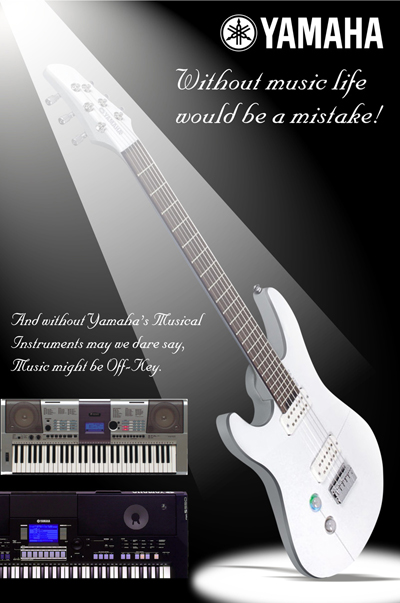 YAMAHA
Without music life
would be a mistake!
And without Yamaha's Musical
Instruments may we dare say,
Music might be Off-Key.
YAMAHA